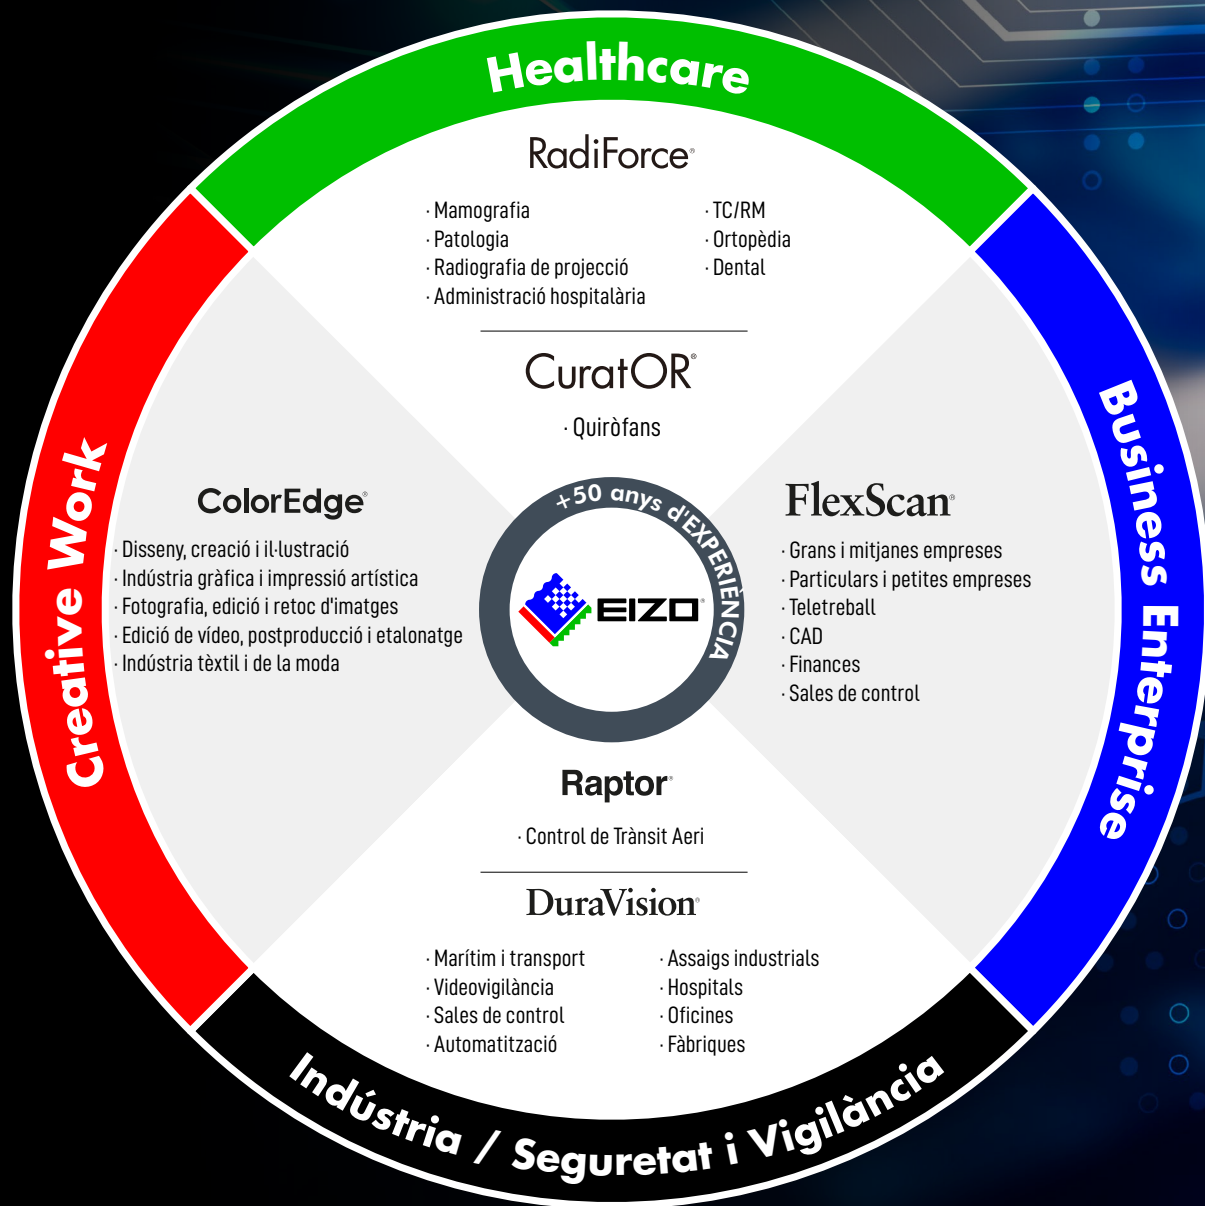 Healthcare
RadiForce®
· Mamografia
· Patologia
· Radiografia de projecció
· Administració hospitalària
· TC/RM
· Ortopèdia
· Dental
CuratOR®
· Quiròfans
Creative Work
ColorEdge®
· Disseny, creació i il·lustració
· Indústria gràfica i impressió artística
· Fotografia, edició i retoc d'imatges
· Edició de vídeo, postproducció i etalonatge
· Indústria tèxtil i de la moda
+50 anys d'EXPERIÈNCIA
EIZO®
Business Enterprise
FlexScan®
· Grans i mitjanes empreses
· Particulars i petites empreses
· Teletreball
· CAD
· Finances
· Sales de control
Raptor®
· Control de Trànsit Aeri
DuraVision®
· Marítim i transport
· Videovigilància
· Sales de control
· Automatització
· Assaigs industrials
· Hospitals
· Oficines
· Fàbriques
Indústria / Seguretat i Vigilància